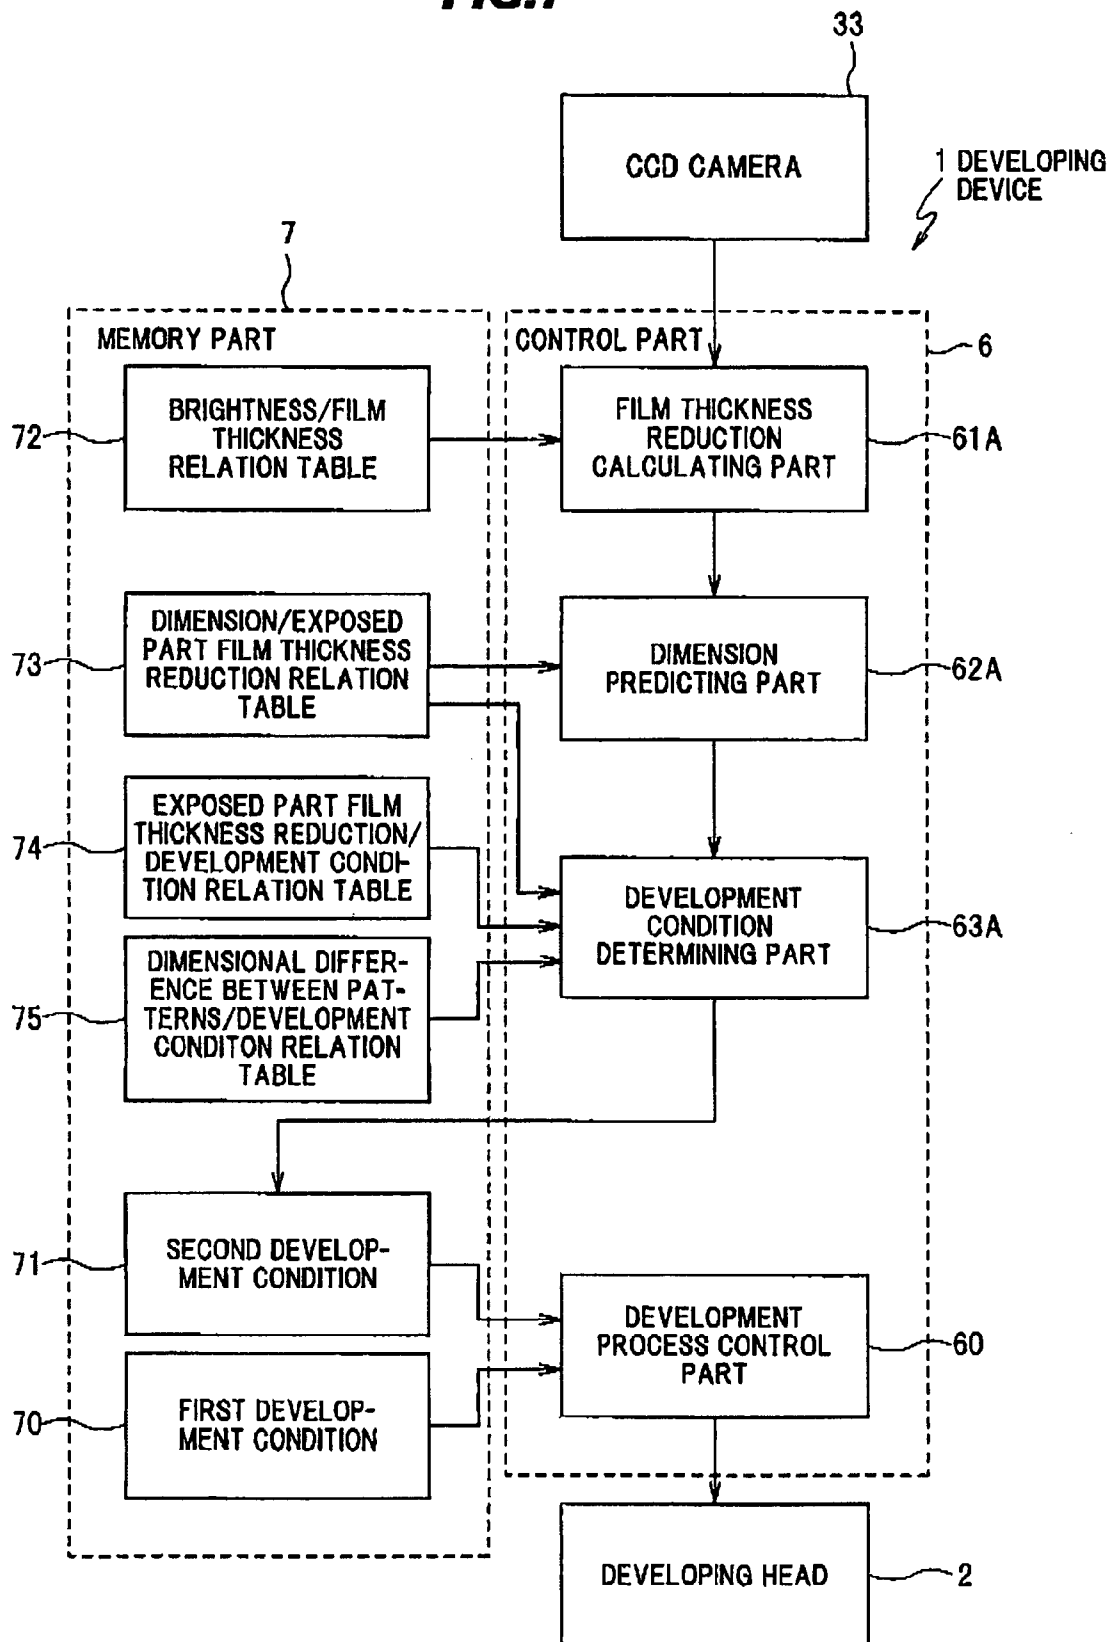 33
CCD CAMERA
1 DEVELOPING
DEVICE
7
MEMORY PART
CONTROL PART
6
72
BRIGHTNESS/FILM
THICKNESS
RELATION TABLE
FILM THICKNESS
REDUCTION
CALCULATING PART
61A
73
DIMENSION/EXPOSED
PART FILM THICKNESS
REDUCTION RELATION
TABLE
DIMENSION
PREDICTING PART
62A
74
EXPOSED PART FILM
THICKNESS REDUCTION/
DEVELOPMENT CONDI-
TION RELATION TABLE
DEVELOPMENT
CONDITION
DETERMINING PART
63A
75
DIMENSIONAL DIFFER-
ENCE BETWEEN PAT-
TERNS/DEVELOPMENT
CONDITON RELATION
TABLE
71
SECOND DEVELOP-
MENT CONDITION
DEVELOPMENT
PROCESS CONTROL
PART
60
70
FIRST DEVELOP-
MENT CONDITION
DEVELOPING HEAD
2